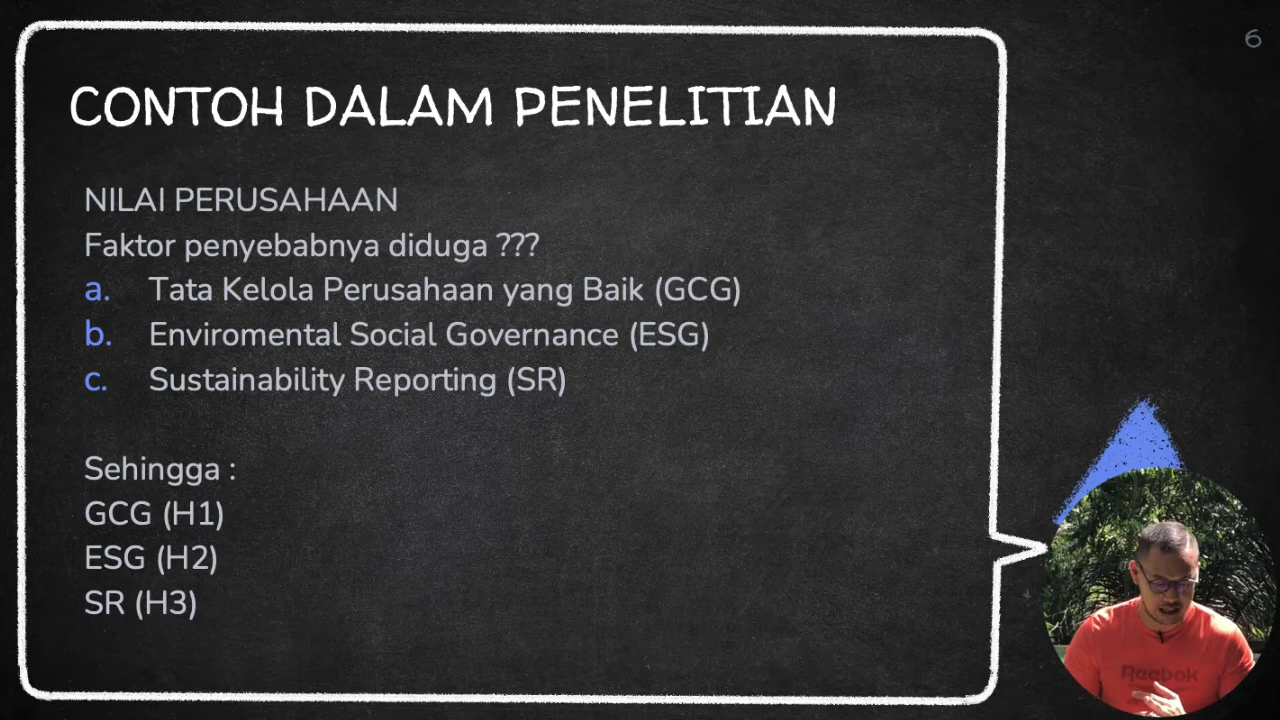 6
CONTOH DALAM PENELITIAN
NILAI PERUSAHAAN
Faktor penyebabnya diduga ???
a. Tata Kelola Perusahaan yang Baik (GCG)
b. Enviromental Social Governance (ESG)
c. Sustainability Reporting (SR)
Sehingga :
GCG (H1)
ESG (H2)
SR (H3)
Reebok